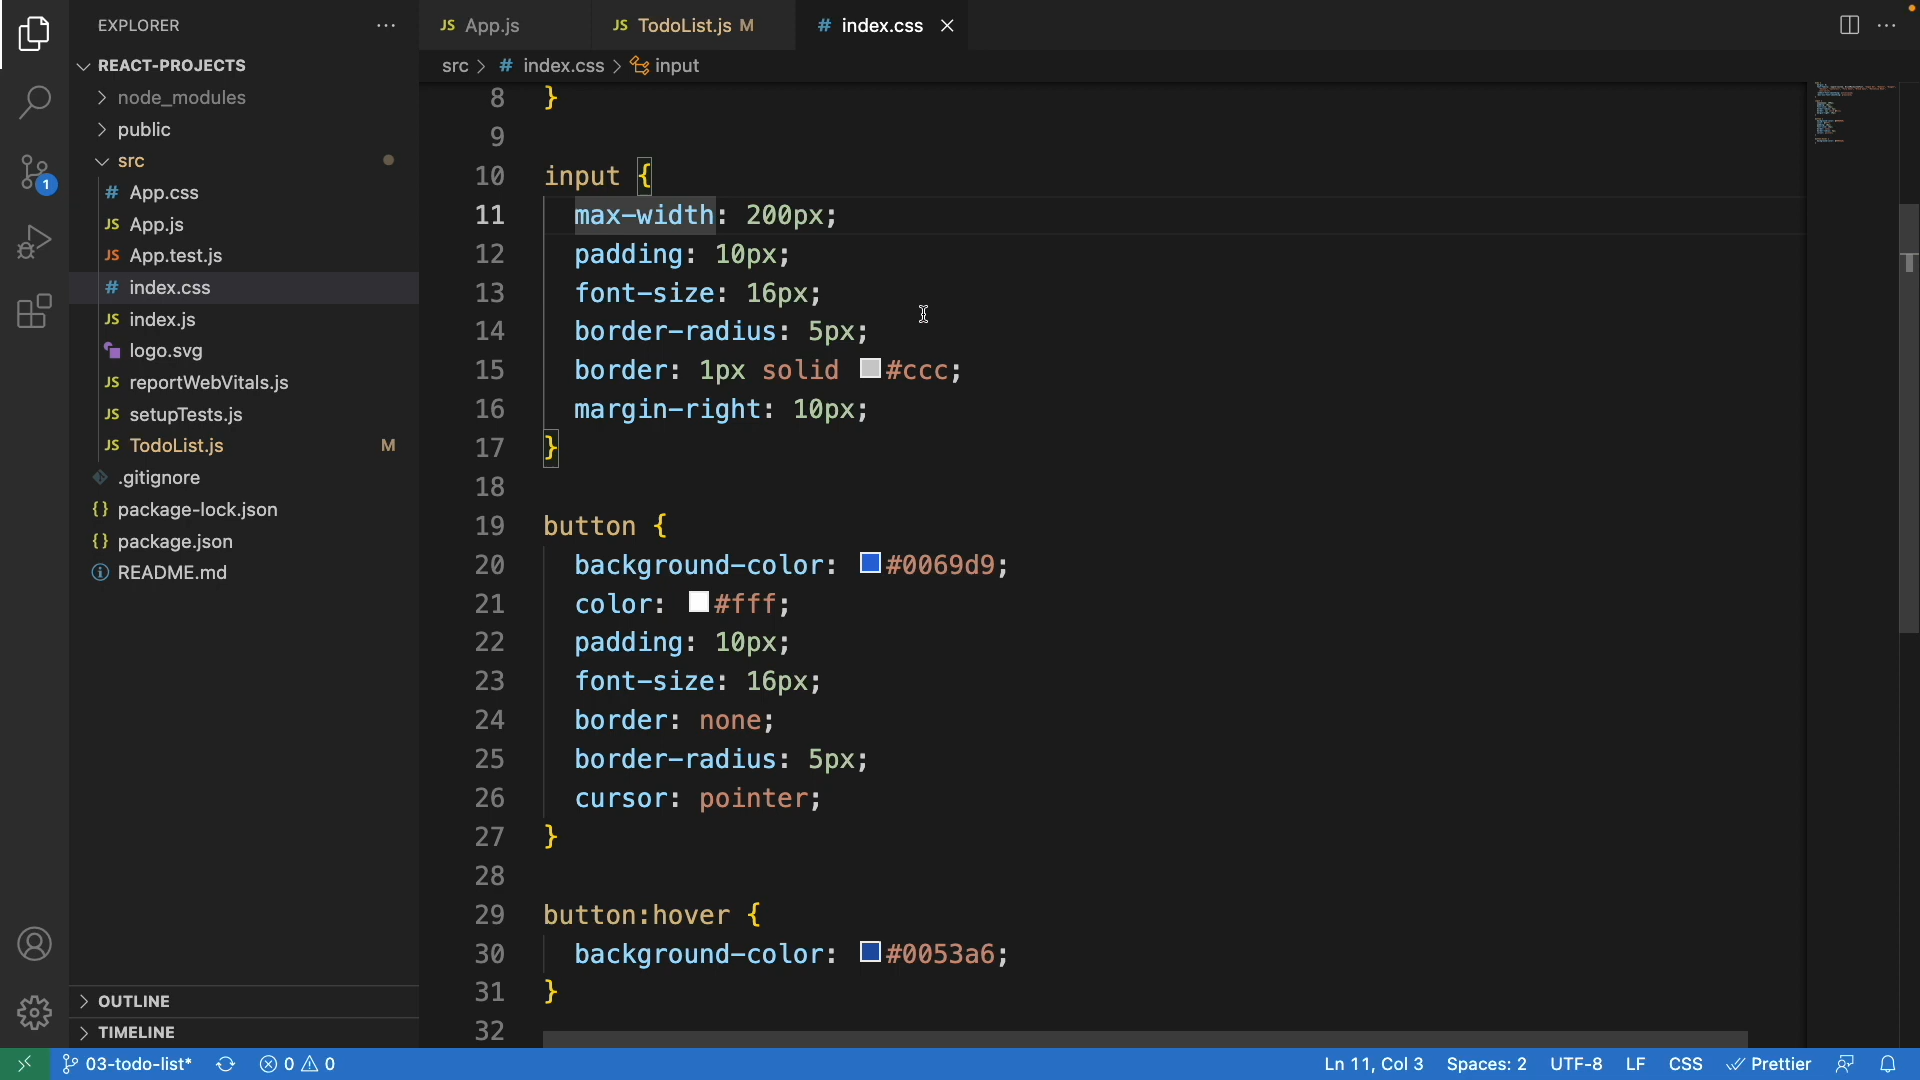 EXPLORER
REACT-PROJECTS
node_modules
public
src
# App.css
JS App.js
JS App.test.js
# index.css
JS index.js
logo.svg
JS reportWebVitals.js
JS setupTests.js
JS TodoList.js M
.gitignore
{} package-lock.json
{} package.json
README.md
OUTLINE
TIMELINE
1
JS App.js
JS TodoList.js M
# index.css
src > # index.css > input
8 }
9
10 input {
11 max-width: 200px;
12 padding: 10px;
13 font-size: 16px;
14 border-radius: 5px;
15 border: 1px solid #ccc;
16 margin-right: 10px;
17 }
18
19 button {
20 background-color: #0069d9;
21 color: #fff;
22 padding: 10px;
23 font-size: 16px;
24 border: none;
25 border-radius: 5px;
26 cursor: pointer;
27 }
28
29 button:hover {
30 background-color: #0053a6;
31 }
32
03-todo-list* 0 0 Ln 11, Col 3 Spaces: 2 UTF-8 LF CSS Prettier